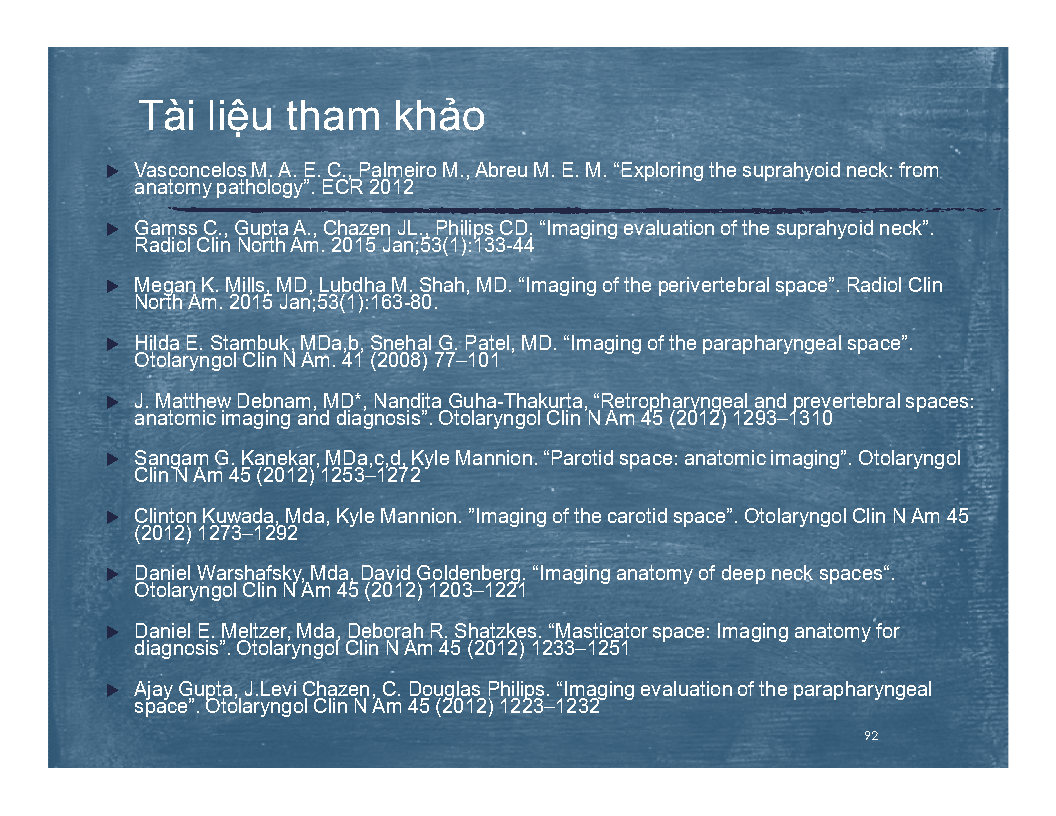 Tài liệu tham khảo
Vasconcelos M. A. E. C., Palmeiro M., Abreu M. E. M. “Exploring the suprahyoid neck: from
anatomy pathology”. ECR 2012
Gamss C., Gupta A., Chazen JL., Philips CD. “Imaging evaluation of the suprahyoid neck”.
Radiol Clin North Am. 2015 Jan;53(1):133-44
Megan K. Mills, MD, Lubdha M. Shah, MD. “Imaging of the perivertebral space”. Radiol Clin
North Am. 2015 Jan;53(1):163-80.
Hilda E. Stambuk, MDa,b, Snehal G. Patel, MD. “Imaging of the parapharyngeal space”.
Otolaryngol Clin N Am. 41 (2008) 77–101
J. Matthew Debnam, MD*, Nandita Guha-Thakurta, “Retropharyngeal and prevertebral spaces:
anatomic imaging and diagnosis”. Otolaryngol Clin N Am 45 (2012) 1293–1310
Sangam G. Kanekar, MDa,c,d, Kyle Mannion. “Parotid space: anatomic imaging”. Otolaryngol
Clin N Am 45 (2012) 1253–1272
Clinton Kuwada, Mda, Kyle Mannion. ”Imaging of the carotid space”. Otolaryngol Clin N Am 45
(2012) 1273–1292
Daniel Warshafsky, Mda, David Goldenberg. “Imaging anatomy of deep neck spaces“.
Otolaryngol Clin N Am 45 (2012) 1203–1221
Daniel E. Meltzer, Mda, Deborah R. Shatzkes. “Masticator space: Imaging anatomy for
diagnosis”. Otolaryngol Clin N Am 45 (2012) 1233–1251
Ajay Gupta, J.Levi Chazen, C. Douglas Philips. “Imaging evaluation of the parapharyngeal
space”. Otolaryngol Clin N Am 45 (2012) 1223–1232
92